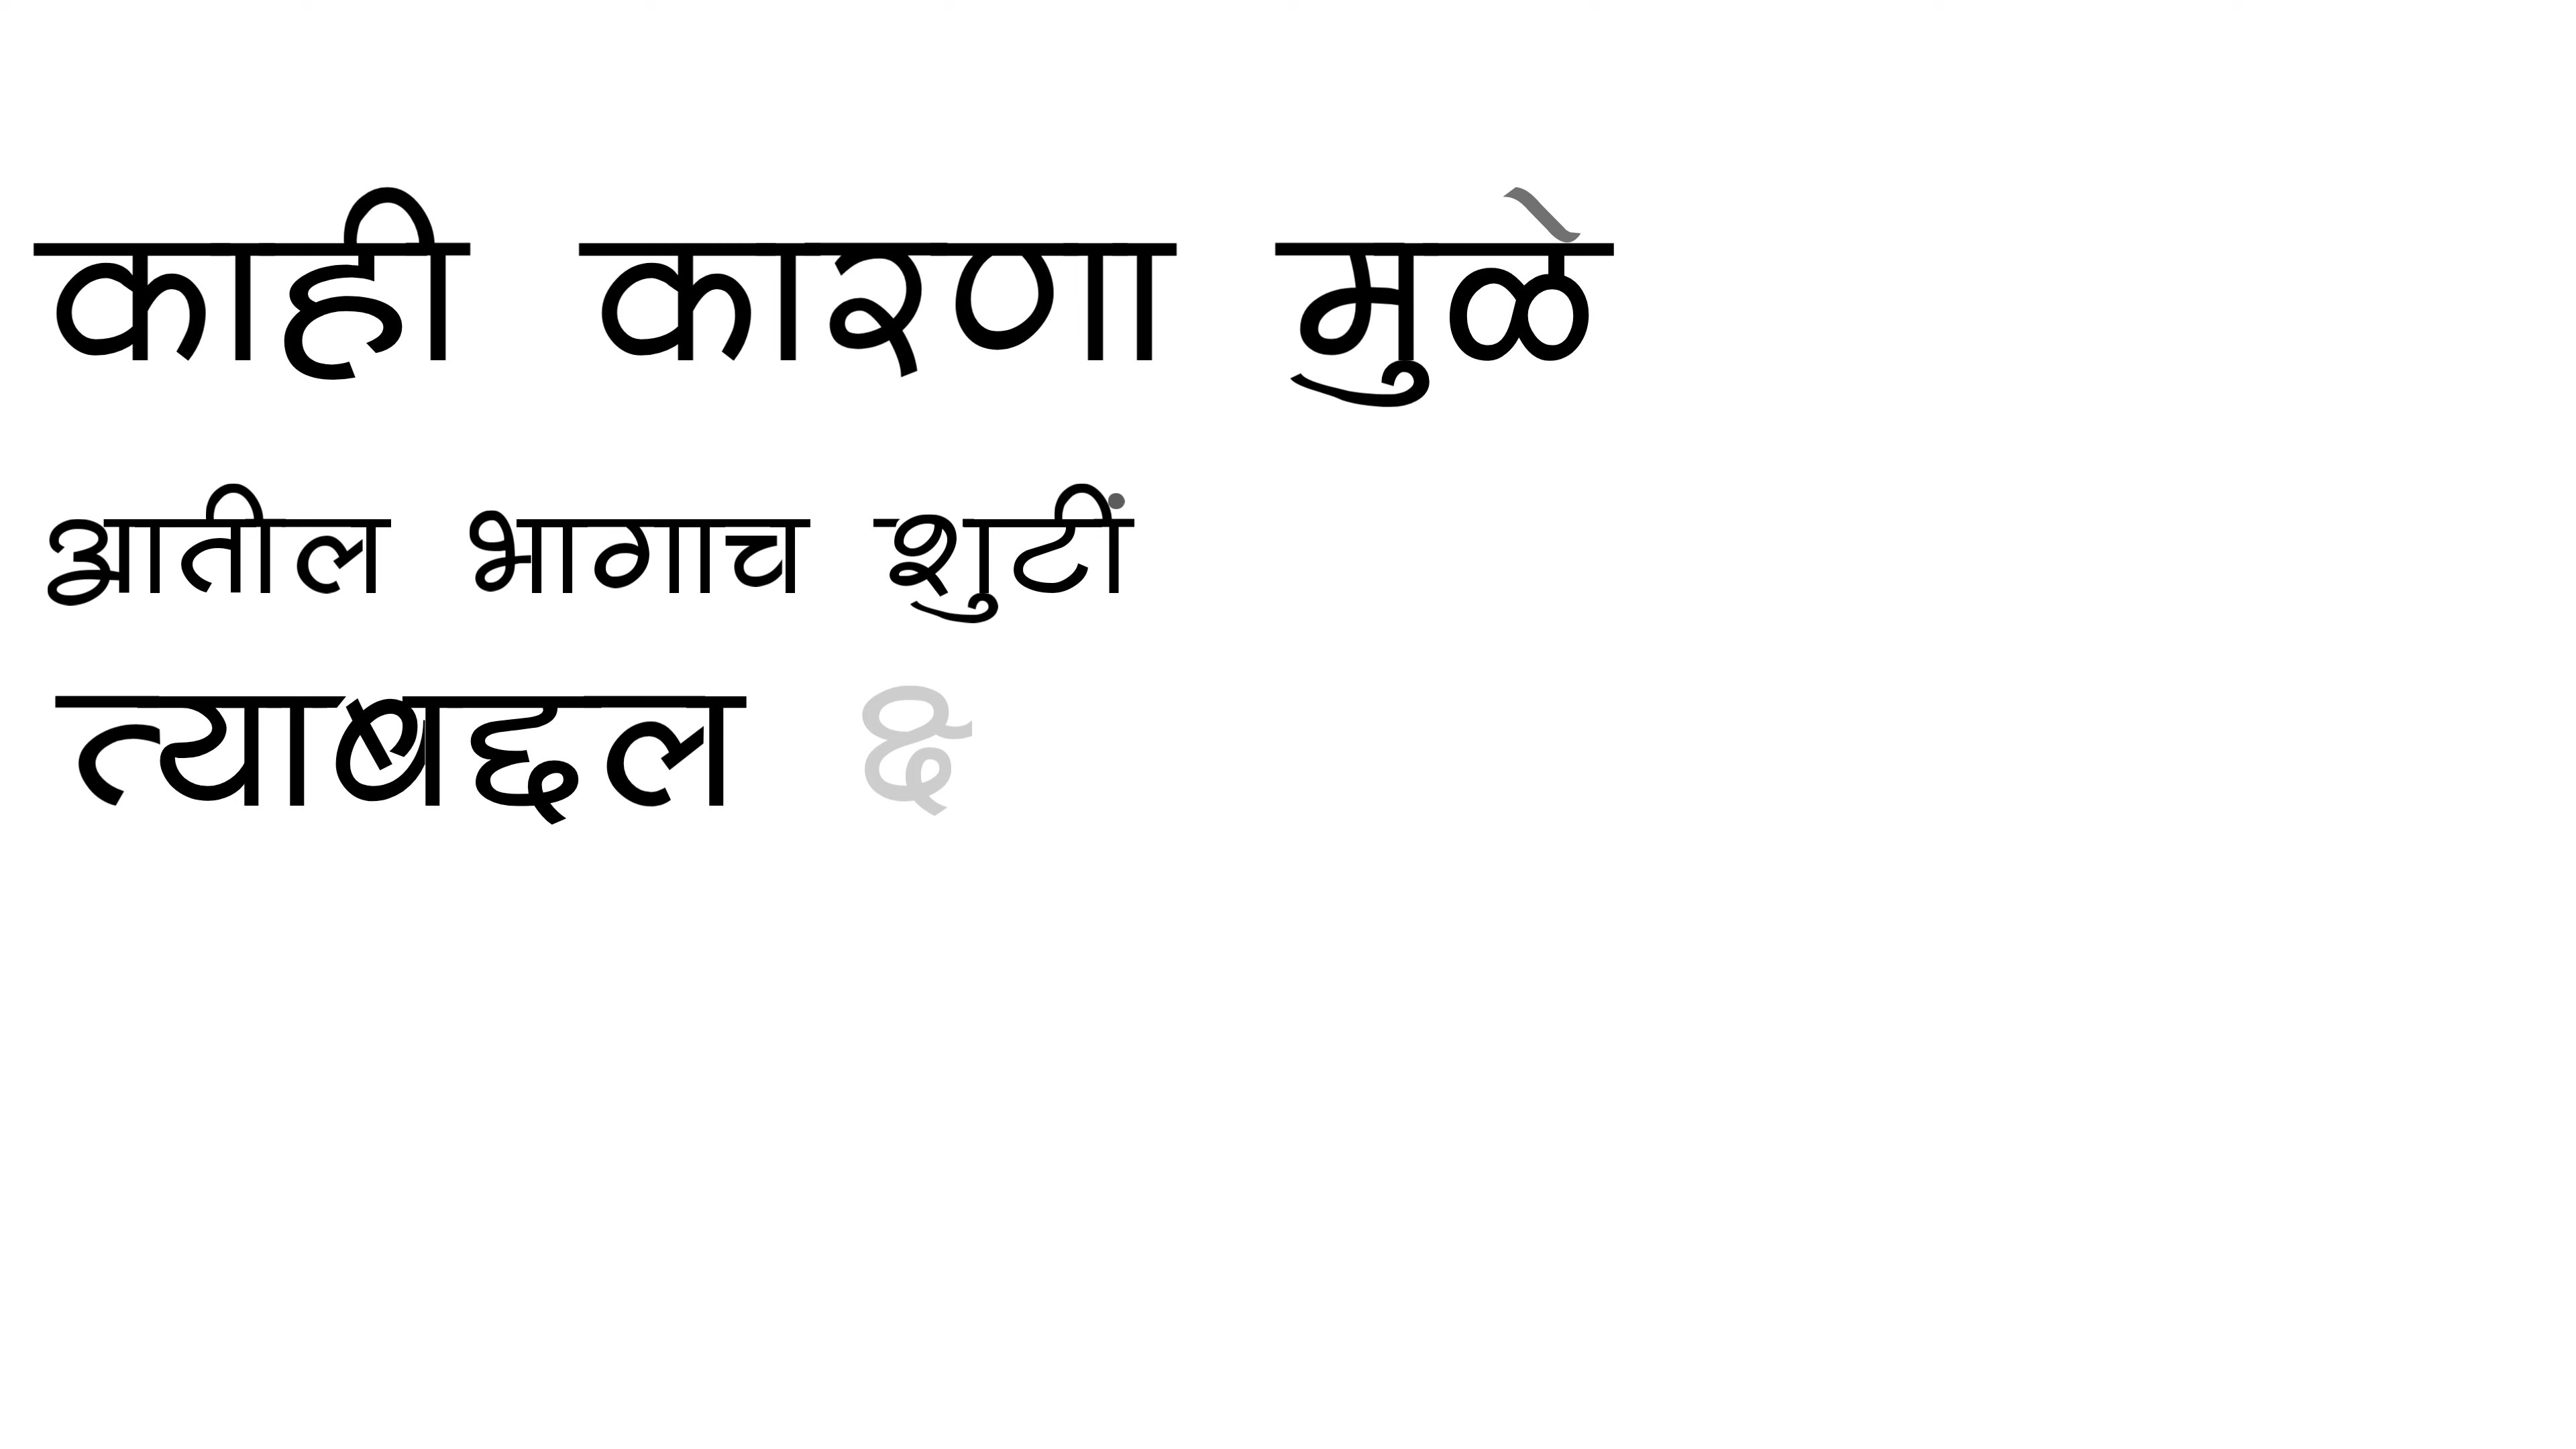 काही कारणा मुळे
आतील भागाच शुटीं
त्याबद्दल